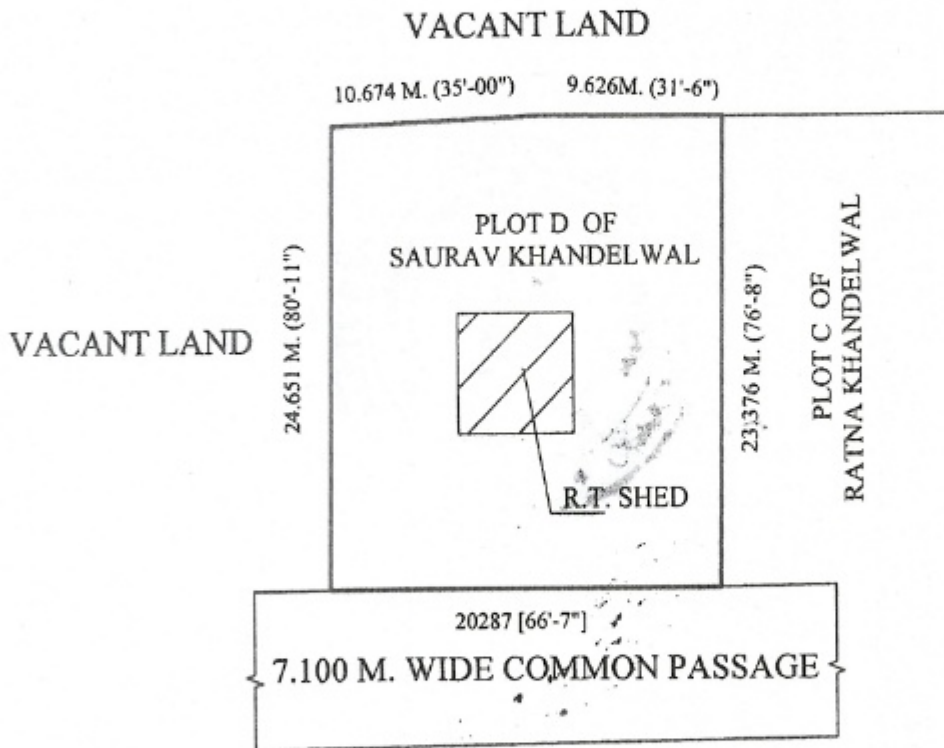 VACANT LAND
10.674 M. (35'-00") 9.626M. (31'-6")
PLOT D OF
SAURAV KHANDELWAL
VACANT LAND
24.651 M. (80'-11")
23.376 M. (76'-8")
PLOT C OF
RATNA KHANDELWAL
R.T. SHED
20287 [66'-7"]
7.100 M. WIDE COMMON PASSAGE